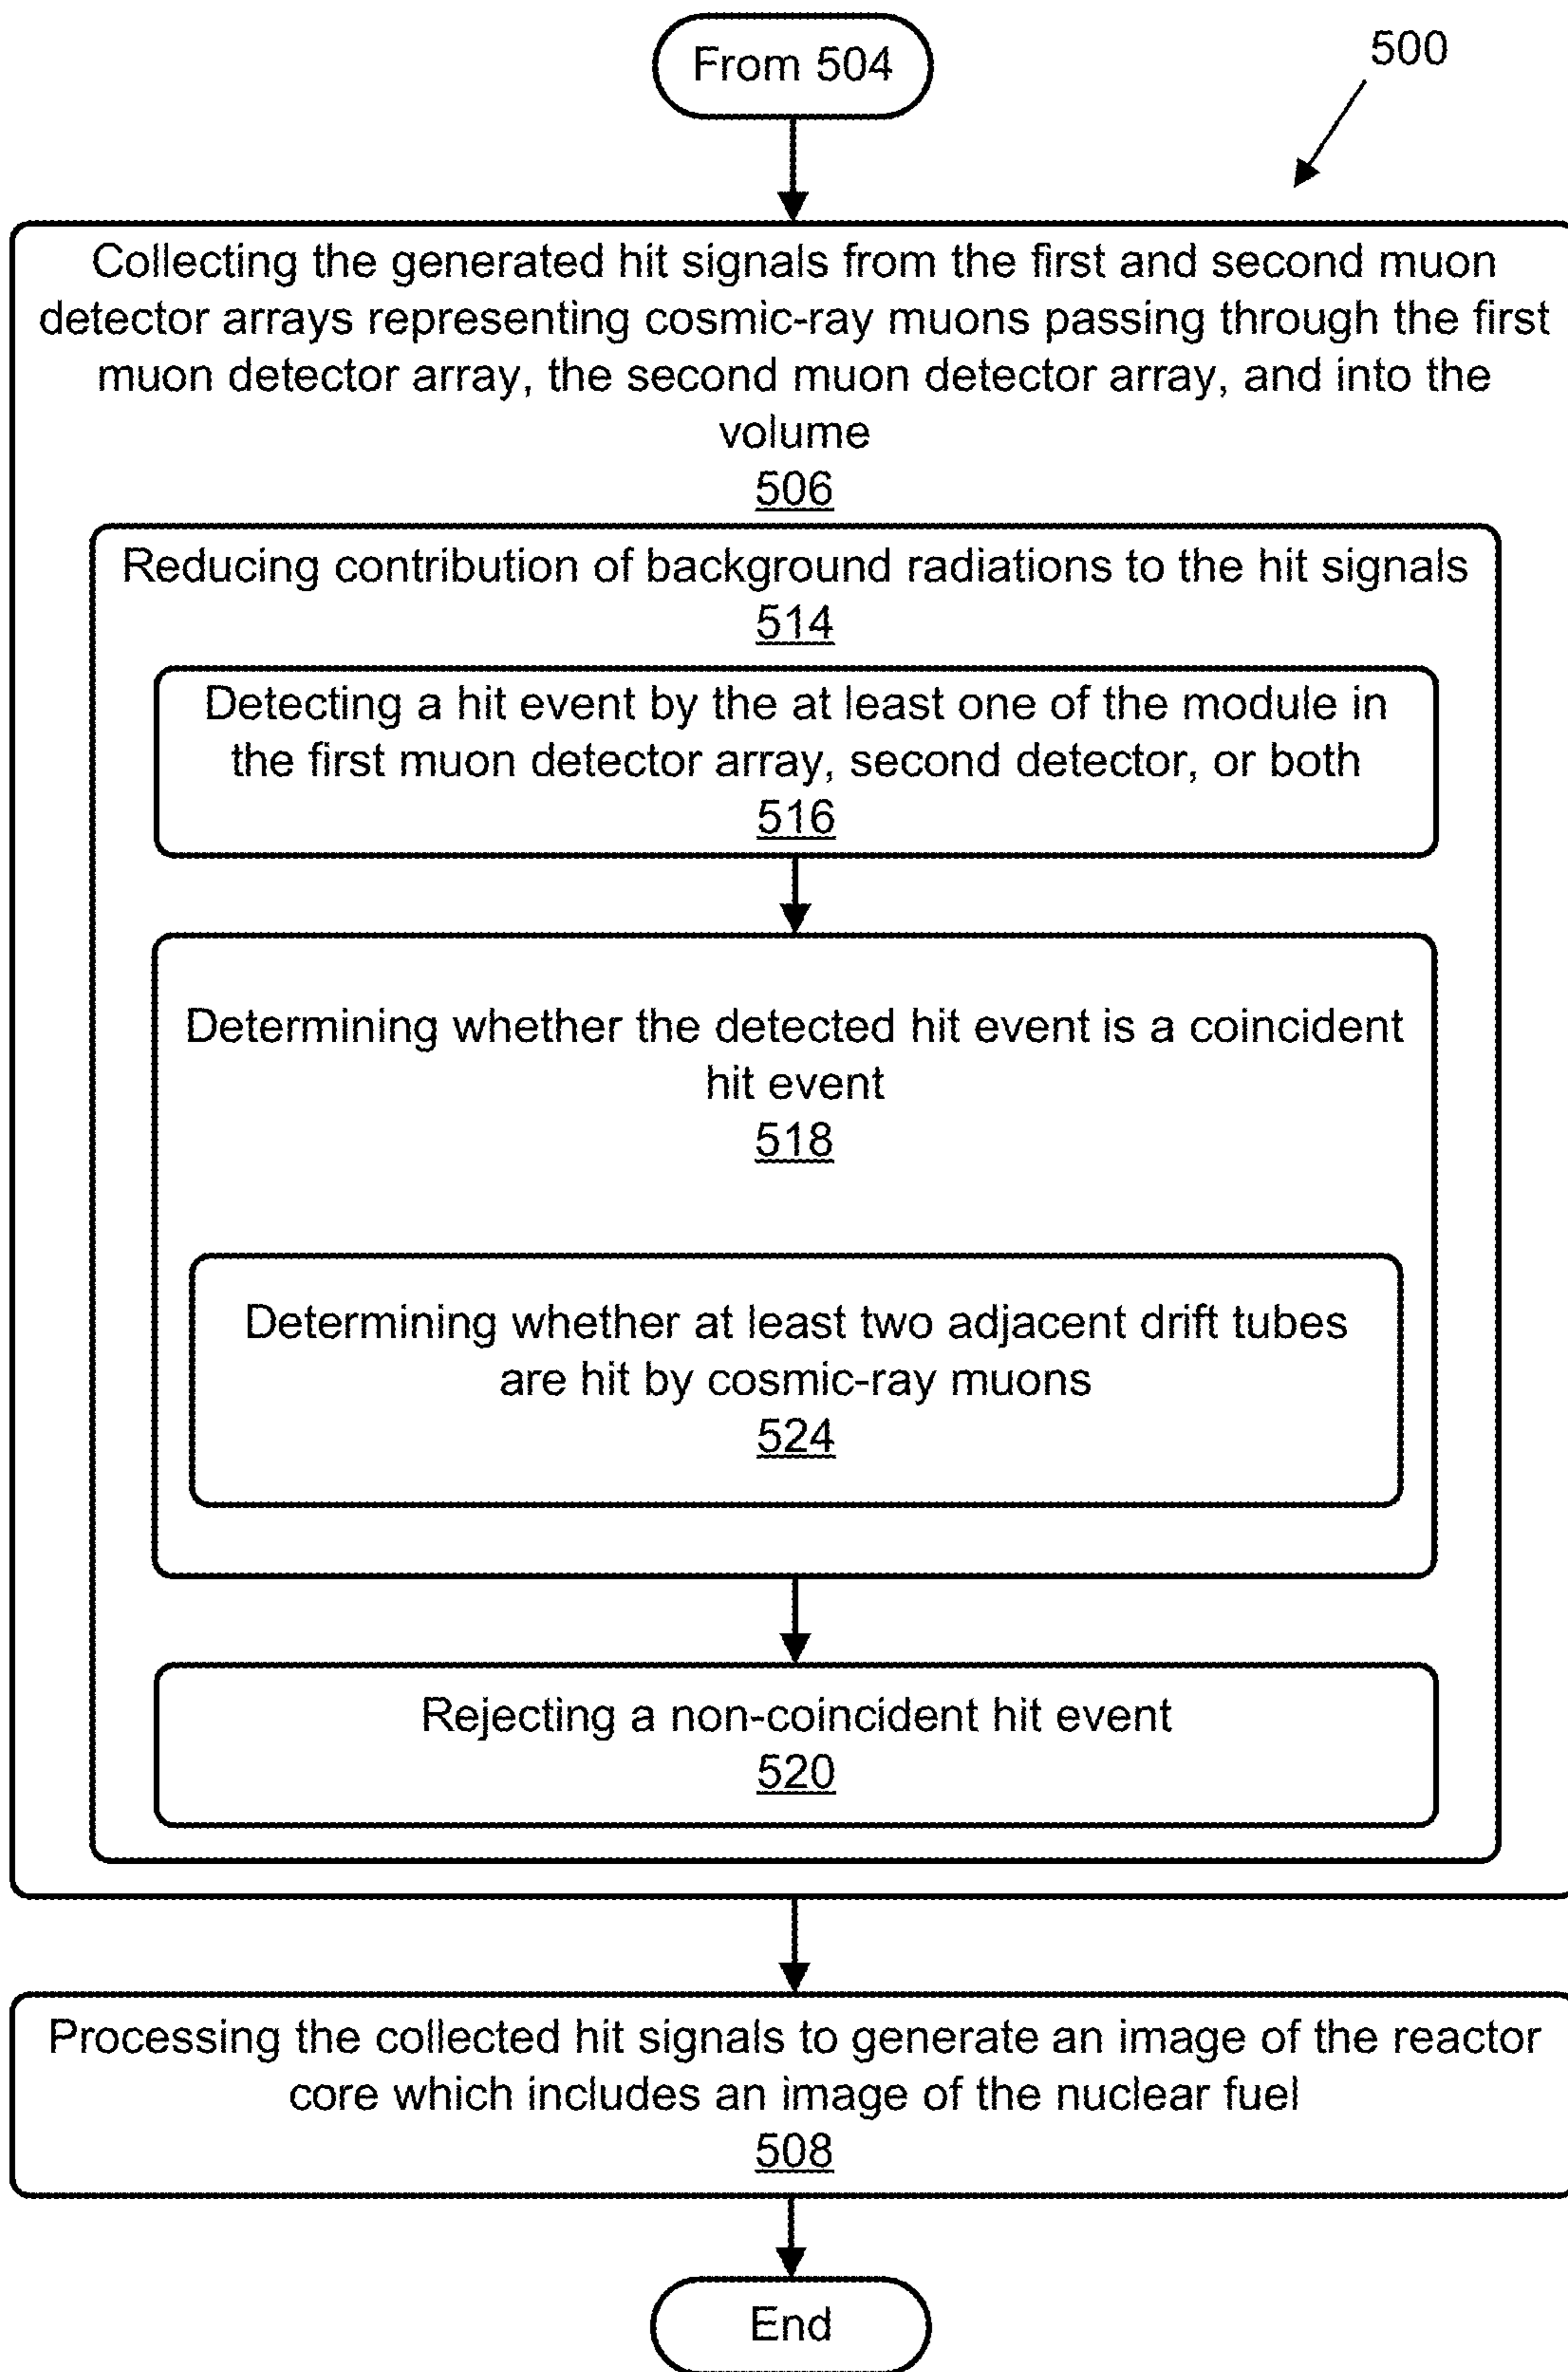 From 504
500
Collecting the generated hit signals from the first and second muon
detector arrays representing cosmic-ray muons passing through the first
muon detector array, the second muon detector array, and into the
volume
506
Reducing contribution of background radiations to the hit signals
514
Detecting a hit event by the at least one of the module in
the first muon detector array, second detector, or both
516
Determining whether the detected hit event is a coincident
hit event
518
Determining whether at least two adjacent drift tubes
are hit by cosmic-ray muons
524
Rejecting a non-coincident hit event
520
Processing the collected hit signals to generate an image of the reactor
core which includes an image of the nuclear fuel
508
End